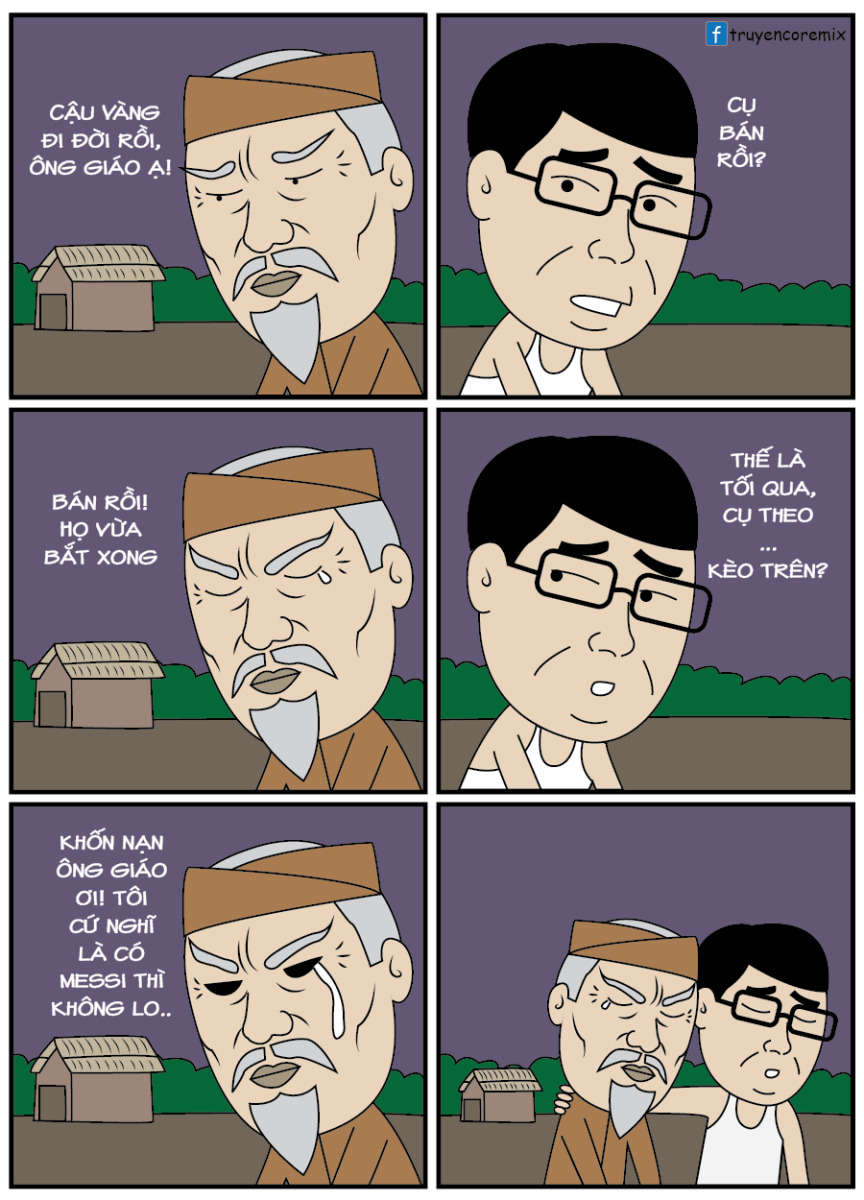 truyencoremix
CẬU VÀNG
ĐI ĐỜI RỒI,
ÔNG GIÁO Ạ!
CỤ
BÁN
RỒI?
BÁN RỒI!
HỌ VỪA
BẮT XONG
THẾ LÀ
TỐI QUA,
CỤ THEO
...
KÈO TRÊN?
KHỐN NẠN
ÔNG GIÁO
ƠI! TÔI
CỨ NGHĨ
LÀ CÓ
MESSI THÌ
KHÔNG LO..